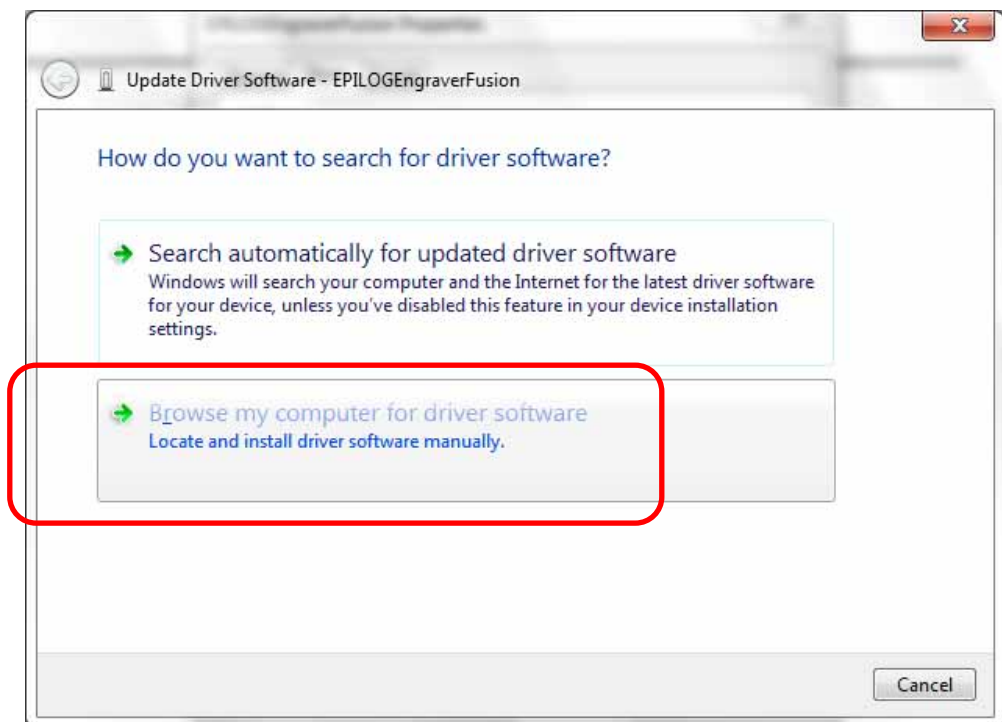 Update Driver Software - EPILOGEngraverFusion
How do you want to search for driver software?
Search automatically for updated driver software
Windows will search your computer and the Internet for the latest driver software
for your device, unless you've disabled this feature in your device installation
settings.
Browse my computer for driver software
Locate and install driver software manually.
Cancel